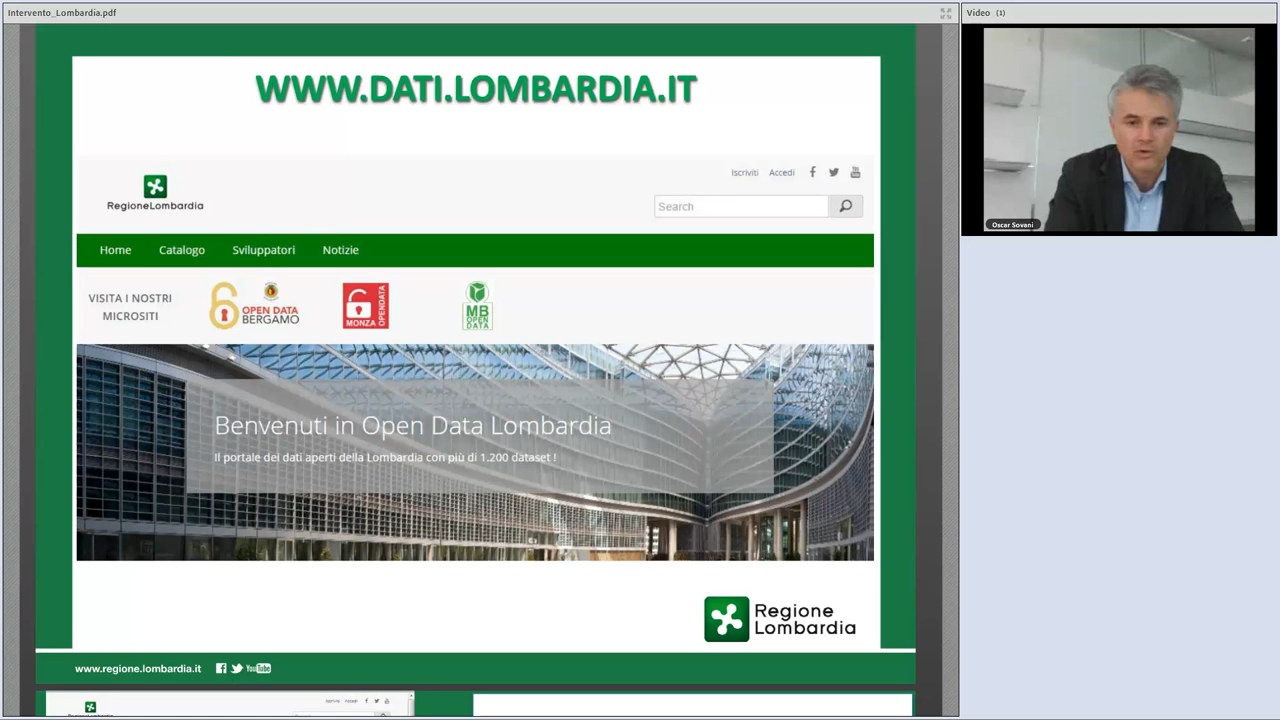 Intervento_Lombardia.pdf
Video (1)
WWW.DATI.LOMBARDIA.IT
Iscriviti Accedi
RegioneLombardia
Search
Home Catalogo Sviluppatori Notizie
VISITA I NOSTRI
MICROSITI
OPEN DATA
BERGAMO
MONZA
OPENDATA
MB
OPEN
DATA
Benvenuti in Open Data Lombardia
Il portale dei dati aperti della Lombardia con più di 1.200 dataset !
Regione
Lombardia
www.regione.lombardia.it
YouTube
Oscar Sovani